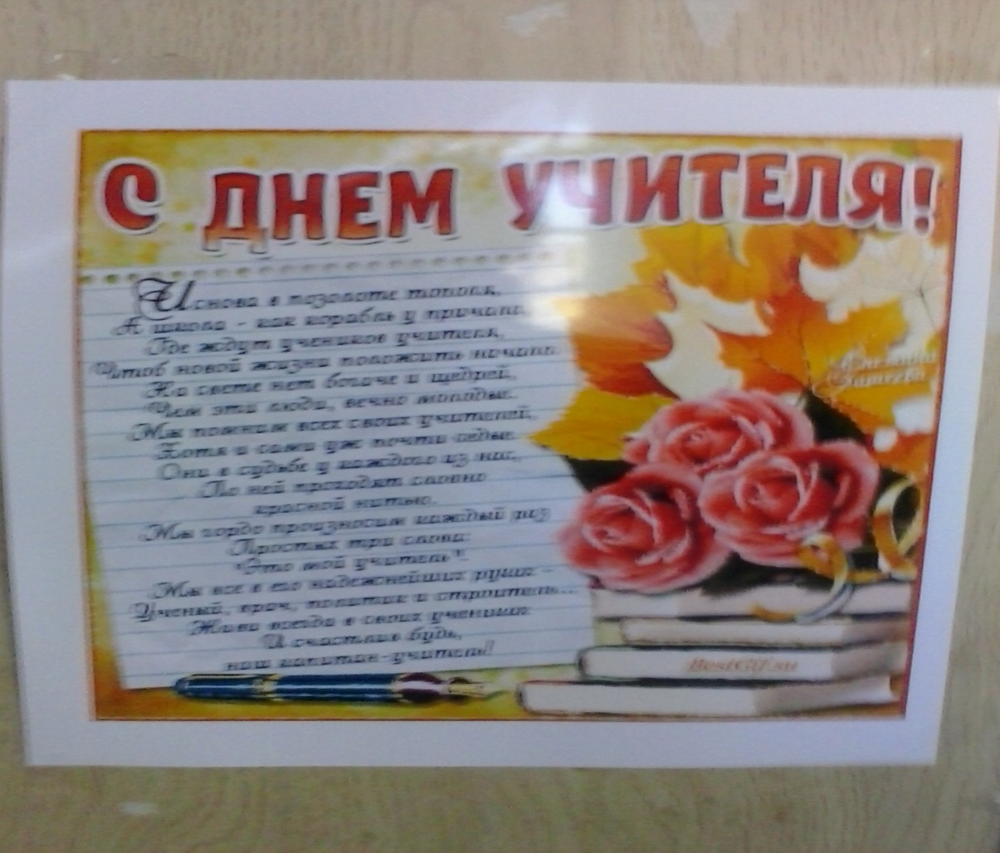 С ДНЕМ УЧИТЕЛЯ!
И снова в позолоте тополя,
А школа - как корабль у причала,
Где ждут учеников учителя,
Чтоб новой жизни положить начало.
На свете нет богаче и щедрей,
Чем эти люди, вечно молодые.
Мы помним всех своих учителей,
Хотя и сами уж почти седые.
Они в судьбе у каждого из нас,
По ней проходят словно
красной нитью.
Мы гордо произносим каждый раз
Простых три слова:
"Это мой учитель"!
Мы все в его надежнейших руках -
Ученый, врач, политик и строитель...
Живи всегда в своих учениках
И счастлив будь,
наш капитан-учитель!!
BestGif.su